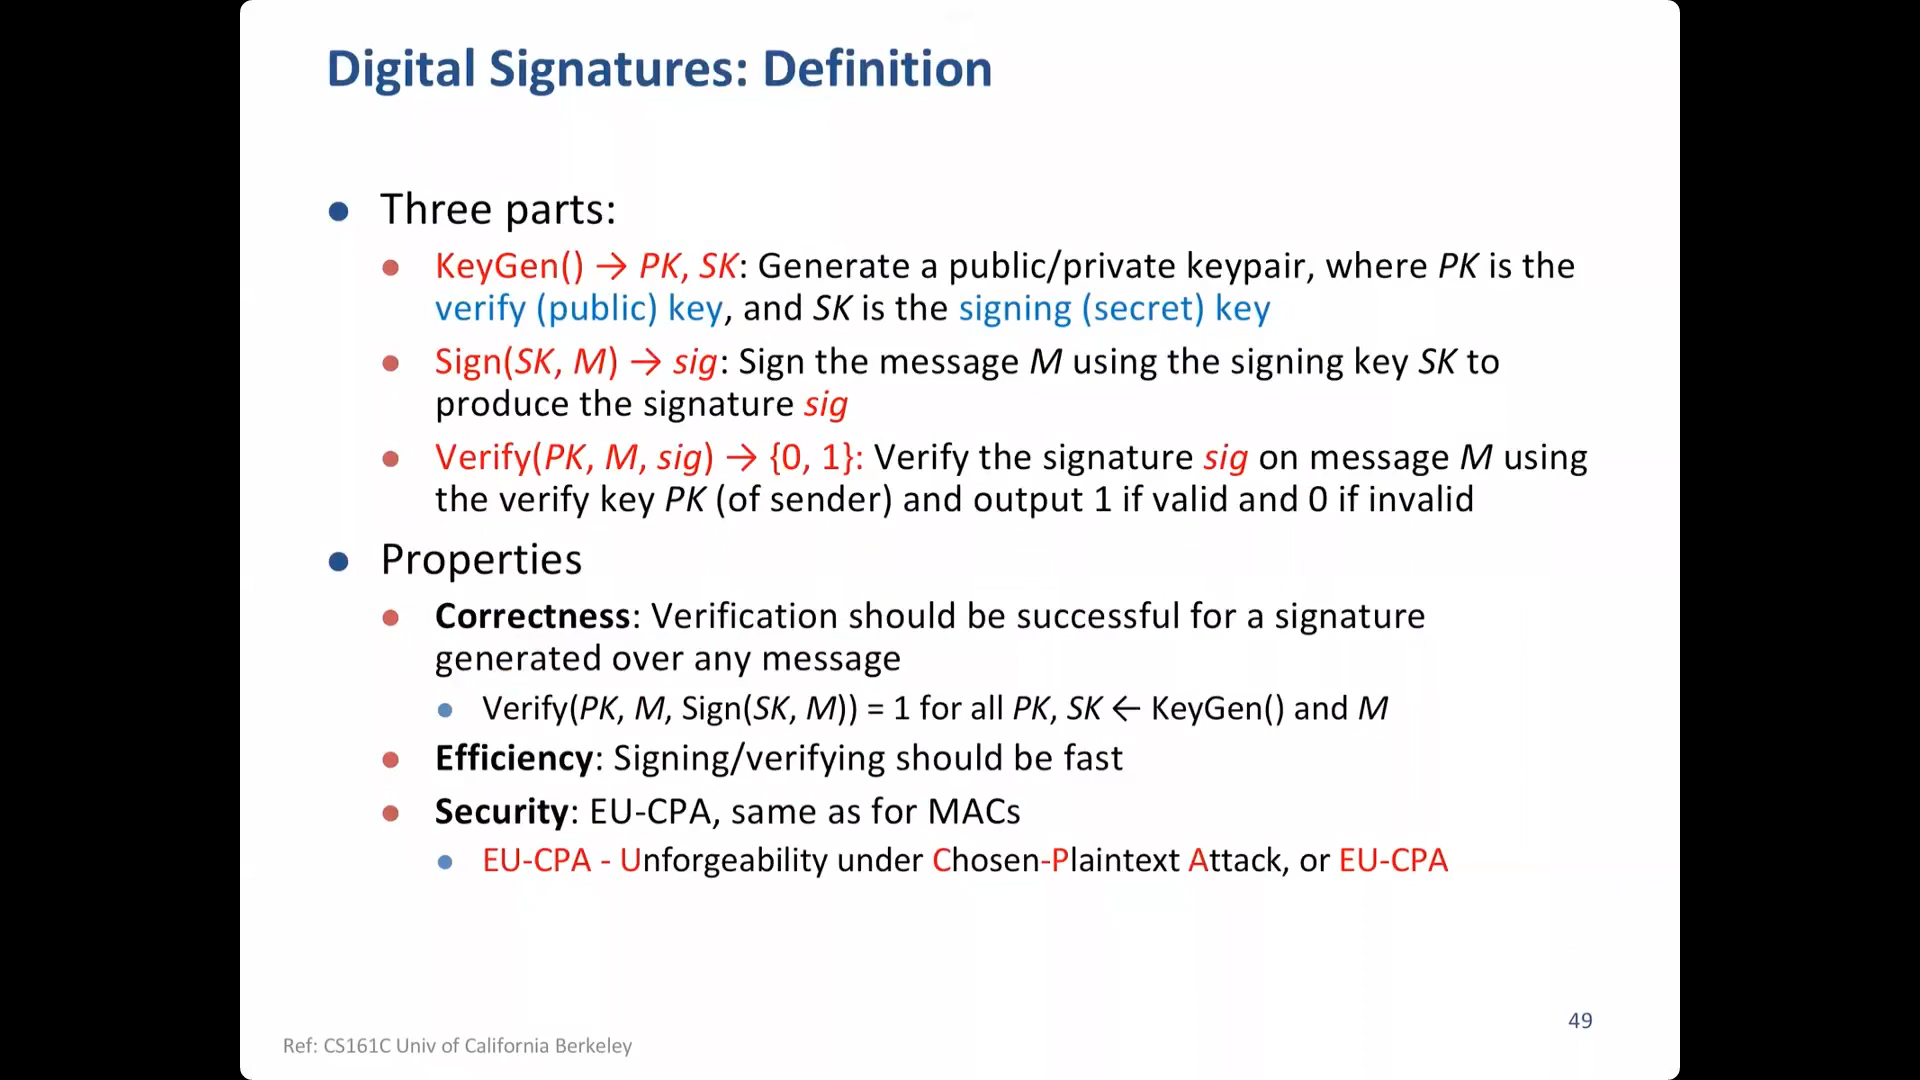 Digital Signatures: Definition
● Three parts:
● KeyGen() → PK, SK: Generate a public/private keypair, where PK is the
verify (public) key, and SK is the signing (secret) key
● Sign(SK, M) → sig: Sign the message M using the signing key SK to
produce the signature sig
● Verify(PK, M, sig) → {0, 1}: Verify the signature sig on message M using
the verify key PK (of sender) and output 1 if valid and 0 if invalid
● Properties
● Correctness: Verification should be successful for a signature
generated over any message
● Verify(PK, M, Sign(SK, M)) = 1 for all PK, SK ← KeyGen() and M
● Efficiency: Signing/verifying should be fast
● Security: EU-CPA, same as for MACs
● EU-CPA - Unforgeability under Chosen-Plaintext Attack, or EU-CPA
49
Ref: CS161C Univ of California Berkeley